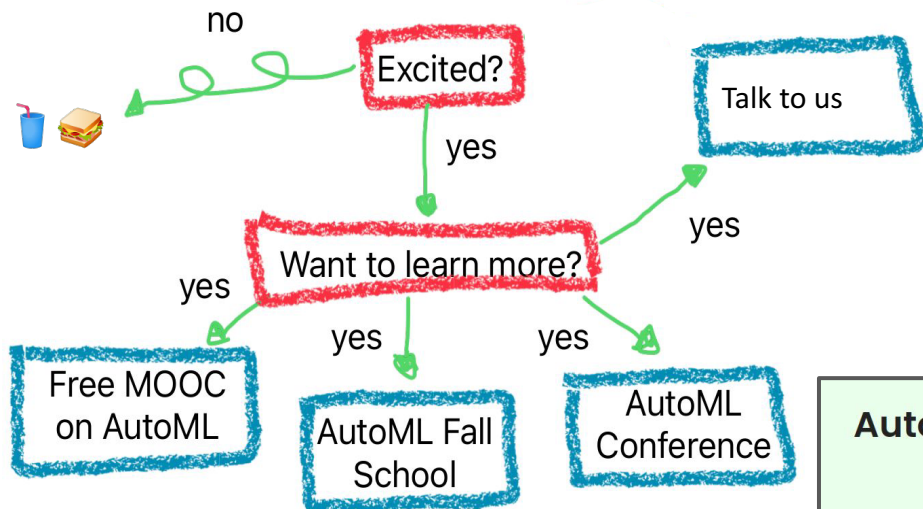 no
Excited?
Talk to us
yes
yes
Want to learn more?
yes
yes
yes
Free MOOC
on AutoML
AutoML Fall
School
AutoML
Conference